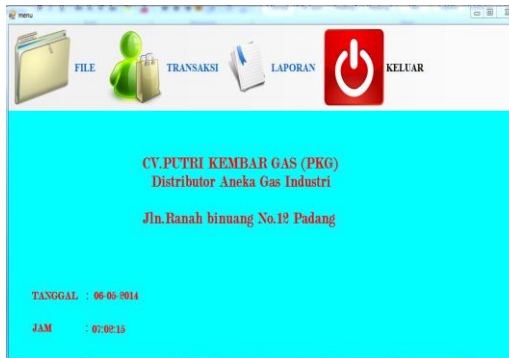 menu
FILE TRANSAKSI LAPORAN KELUAR
CV.PUTRI KEMBAR GAS (PKG)
Distributor Aneka Gas Industri
Jln.Ranah binuang No.12 Padang
TANGGAL : 06-05-2014
JAM : 07:02:15